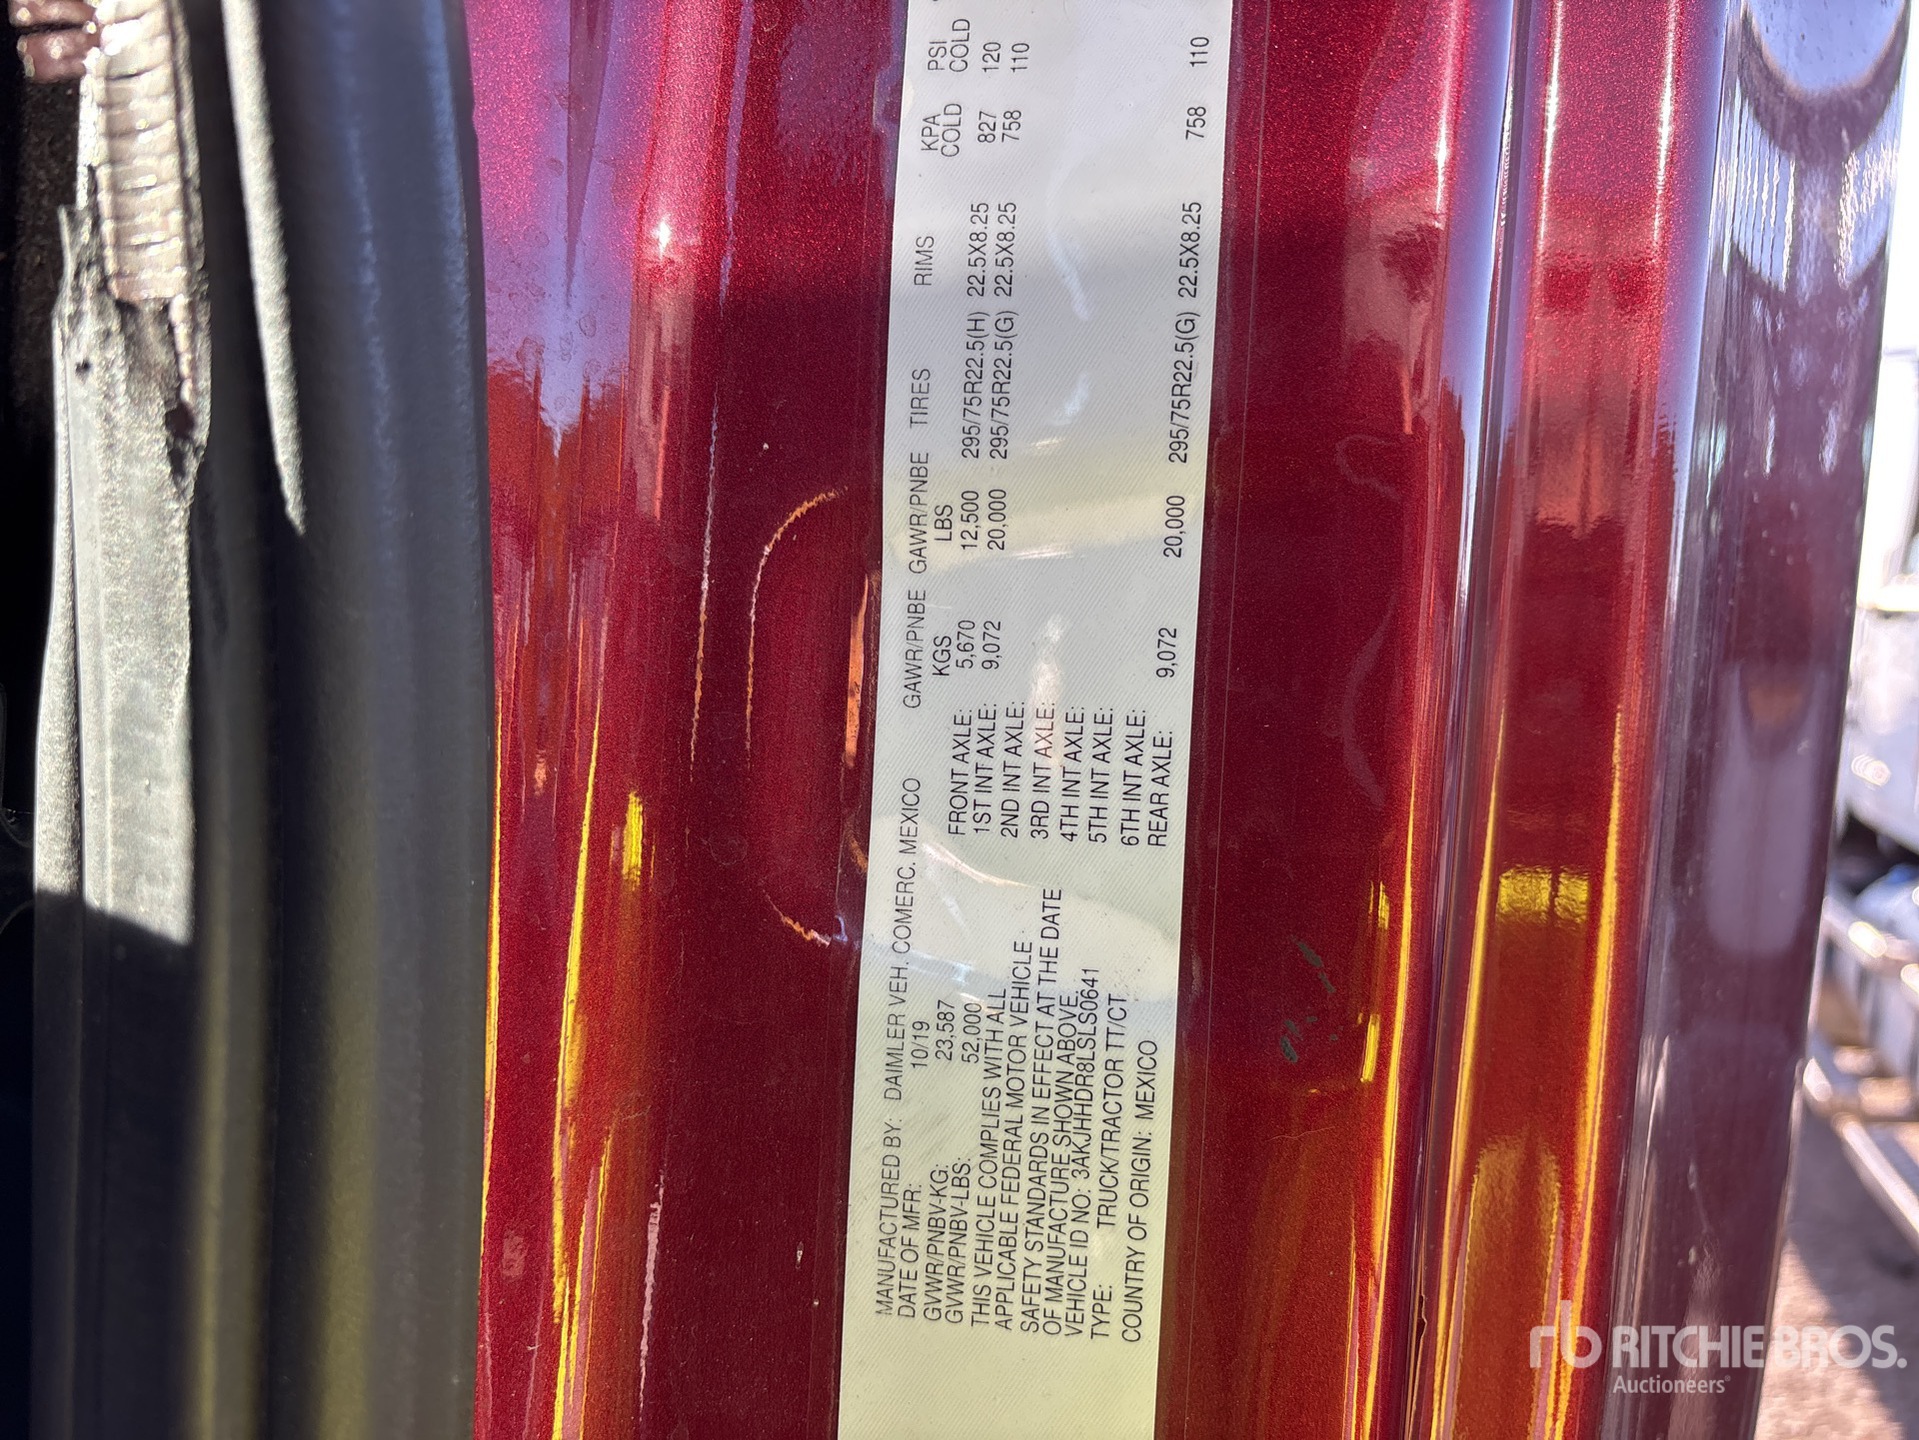 MANUFACTURED BY: DAIMLER VEH. COMERC. MEXICO
DATE OF MFR: 10/19
GVWR/PNBV-KG: 23,587
GVWR/PNBV-LBS: 52,000
THIS VEHICLE COMPLIES WITH ALL
APPLICABLE FEDERAL MOTOR VEHICLE
SAFETY STANDARDS IN EFFECT AT THE DATE
OF MANUFACTURE SHOWN ABOVE.
VEHICLE ID NO: 3AKJHHDR8LSLS0641
TYPE: TRUCK/TRACTOR TT/CT
COUNTRY OF ORIGIN: MEXICO
GAWR/PNBE GAWR/PNBE TIRES RIMS KPA PSI
KGS LBS COLD COLD
FRONT AXLE: 5,670 12,500 295/75R22.5(H) 22.5X8.25 827 120
1ST INT AXLE: 9,072 20,000 295/75R22.5(G) 22.5X8.25 758 110
2ND INT AXLE:
3RD INT AXLE:
4TH INT AXLE:
5TH INT AXLE:
6TH INT AXLE:
REAR AXLE: 9,072 20,000 295/75R22.5(G) 22.5X8.25 758 110
rb RITCHIE BROS.
Auctioneers®